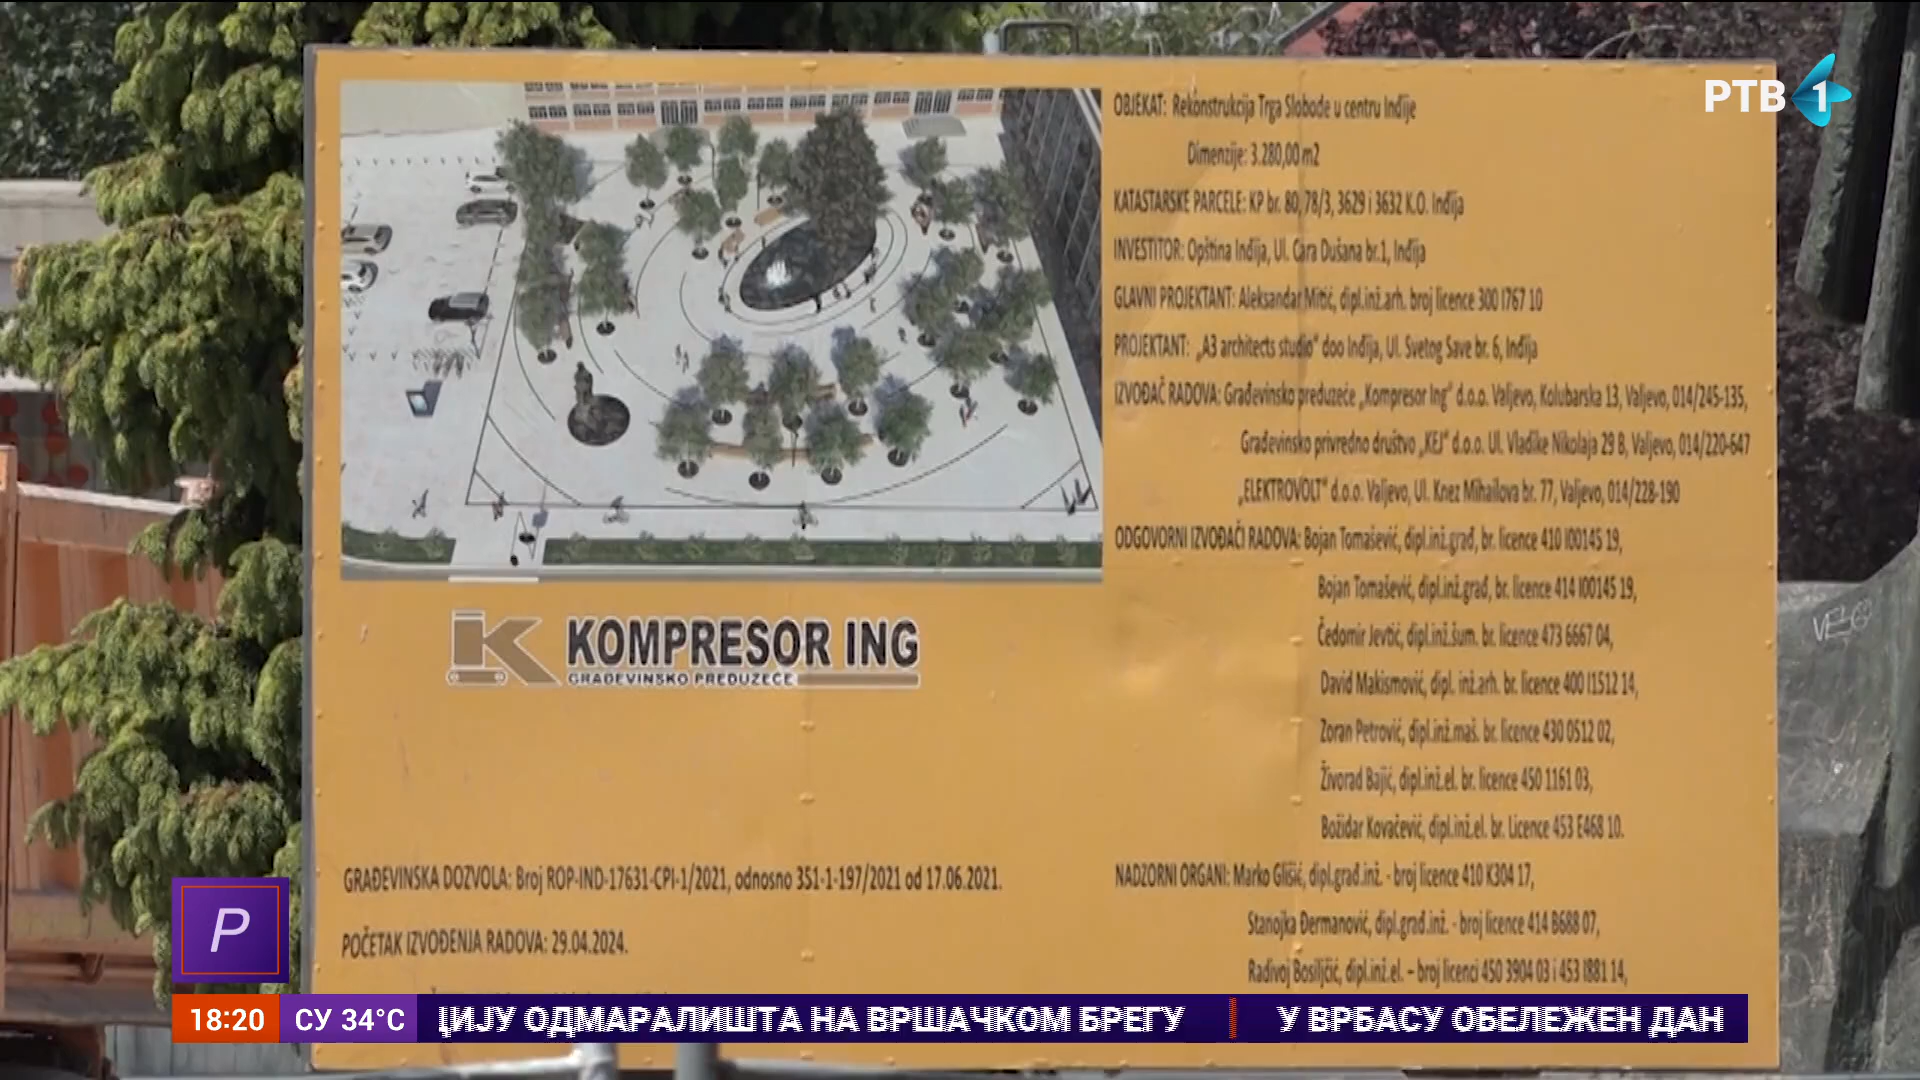 РТВ 1
OBJEKAT: Rekonstrukcija Trga Slobode u centru Inđije
Dimenzije: 3.280,00 m2
KATASTARSKE PARCELE: KP br. 80, 78/3, 3629 i 3632 K.O. Inđija
INVESTITOR: Opština Inđija, Ul. Cara Dušana br.1, Inđija
GLAVNI PROJEKTANT: Aleksandar Mitić, dipl.inž.arh. broj licence 300 I767 10
PROJEKTANT: „A3 architects studio" doo Inđija, Ul. Svetog Save br. 6, Inđija
IZVOĐAČ RADOVA: Građevinsko preduzeće „Kompresor Ing" d.o.o. Valjevo, Kolubarska 13, Valjevo, 014/245-135,
Građevinsko privredno društvo „KEJ" d.o.o. Ul. Vladike Nikolaja 29 B, Valjevo, 014/220-647
„ELEKTROVOLT" d.o.o. Valjevo, Ul. Knez Mihailova br. 77, Valjevo, 014/228-190
ODGOVORNI IZVOĐAČI RADOVA: Bojan Tomašević, dipl.inž.građ, br. licence 410 I00145 19,
Bojan Tomašević, dipl.inž.građ, br. licence 414 I00145 19,
Čedomir Jevtić, dipl.inž.šum. br. licence 473 6667 04,
David Makismović, dipl. inž.arh. br. licence 400 I1512 14,
Zoran Petrović, dipl.inž.maš. br. licence 430 0512 02,
Živorad Bajić, dipl.inž.el. br. licence 450 1161 03,
Božidar Kovačević, dipl.inž.el. br. Licence 453 E468 10.
NADZORNI ORGANI: Marko Glišić, dipl.građ.inž. - broj licence 410 K304 17,
Stanojka Đermanović, dipl.građ.inž. - broj licence 414 B688 07,
Radivoj Bosiljčić, dipl.inž.el. – broj licenci 450 3904 03 i 453 I881 14,
K KOMPRESOR ING
GRAĐEVINSKO PREDUZEĆE
GRAĐEVINSKA DOZVOLA: Broj ROP-IND-17631-CPI-1/2021, odnosno 351-1-197/2021 od 17.06.2021.
POČETAK IZVOĐENJA RADOVA: 29.04.2024.
VELO
P
18:20 СУ 34°C ЦИЈУ ОДМАРАЛИШТА НА ВРШАЧКОМ БРЕГУ | У ВРБАСУ ОБЕЛЕЖЕН ДАН